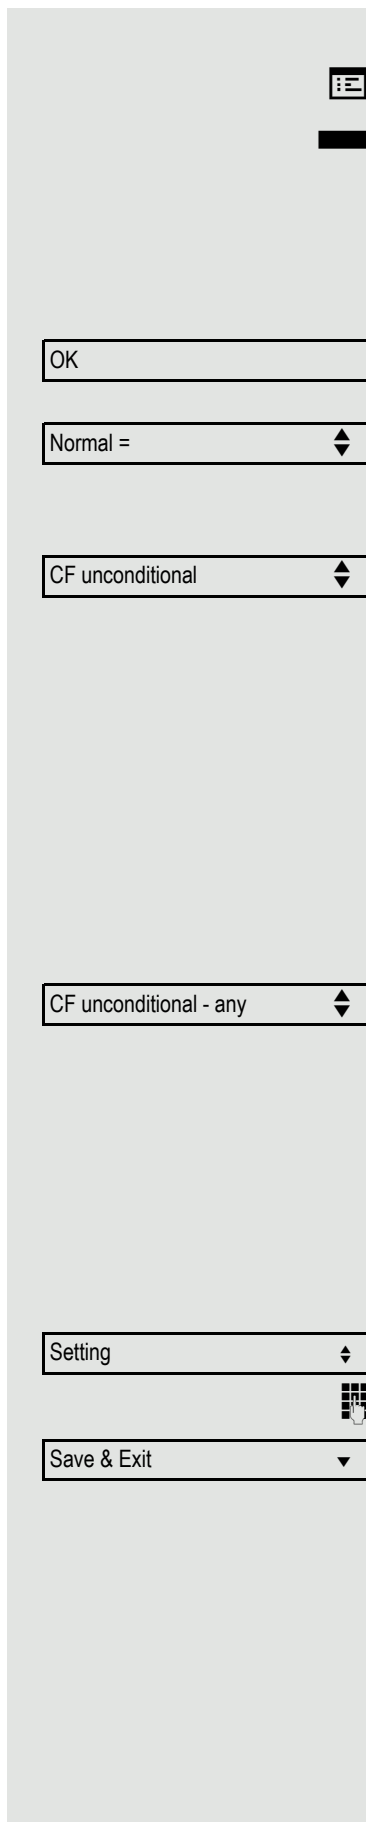 OK
Normal =
CF unconditional
CF unconditional - any
Setting
Save & Exit